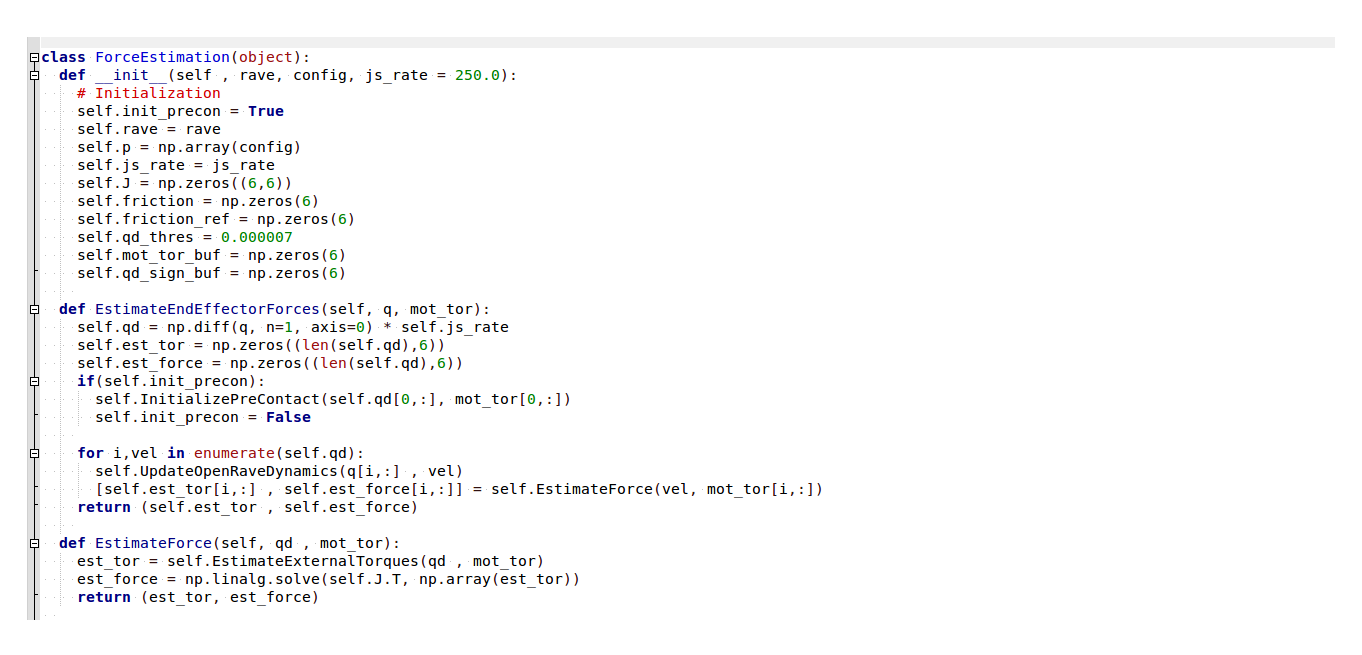 class ForceEstimation(object):
  def __init__(self , rave, config, js_rate = 250.0):
    # Initialization
    self.init_precon = True
    self.rave = rave
    self.p = np.array(config)
    self.js_rate = js_rate
    self.J = np.zeros((6,6))
    self.friction = np.zeros(6)
    self.friction_ref = np.zeros(6)
    self.qd_thres = 0.000007
    self.mot_tor_buf = np.zeros(6)
    self.qd_sign_buf = np.zeros(6)

  def EstimateEndEffectorForces(self, q, mot_tor):
    self.qd = np.diff(q, n=1, axis=0) * self.js_rate
    self.est_tor = np.zeros((len(self.qd),6))
    self.est_force = np.zeros((len(self.qd),6))
    if(self.init_precon):
      self.InitializePreContact(self.qd[0,:], mot_tor[0,:])
      self.init_precon = False

    for i,vel in enumerate(self.qd):
      self.UpdateOpenRaveDynamics(q[i,:] , vel)
      [self.est_tor[i,:] , self.est_force[i,:]] = self.EstimateForce(vel, mot_tor[i,:])
    return (self.est_tor , self.est_force)

  def EstimateForce(self, qd , mot_tor):
    est_tor = self.EstimateExternalTorques(qd , mot_tor)
    est_force = np.linalg.solve(self.J.T, np.array(est_tor))
    return (est_tor, est_force)